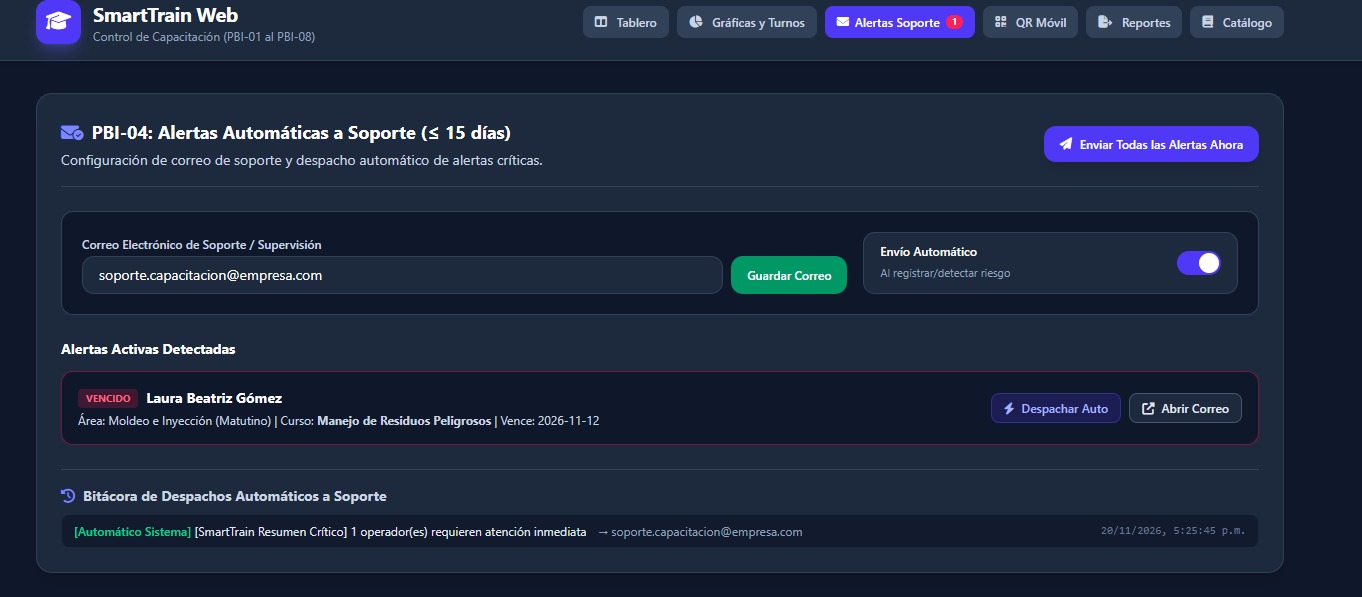 SmartTrain Web
Control de Capacitación (PBI-01 al PBI-08)
Tablero
Gráficas y Turnos
Alertas Soporte 1
QR Móvil
Reportes
Catálogo
PBI-04: Alertas Automáticas a Soporte (≤ 15 días)
Configuración de correo de soporte y despacho automático de alertas críticas.
Enviar Todas las Alertas Ahora
Correo Electrónico de Soporte / Supervisión
soporte.capacitacion@empresa.com
Guardar Correo
Envío Automático
Al registrar/detectar riesgo
Alertas Activas Detectadas
VENCIDO Laura Beatriz Gómez
Área: Moldeo e Inyección (Matutino) | Curso: Manejo de Residuos Peligrosos | Vence: 2026-11-12
Despachar Auto
Abrir Correo
Bitácora de Despachos Automáticos a Soporte
[Automático Sistema] [SmartTrain Resumen Crítico] 1 operador(es) requieren atención inmediata → soporte.capacitacion@empresa.com
20/11/2026, 5:25:45 p.m.